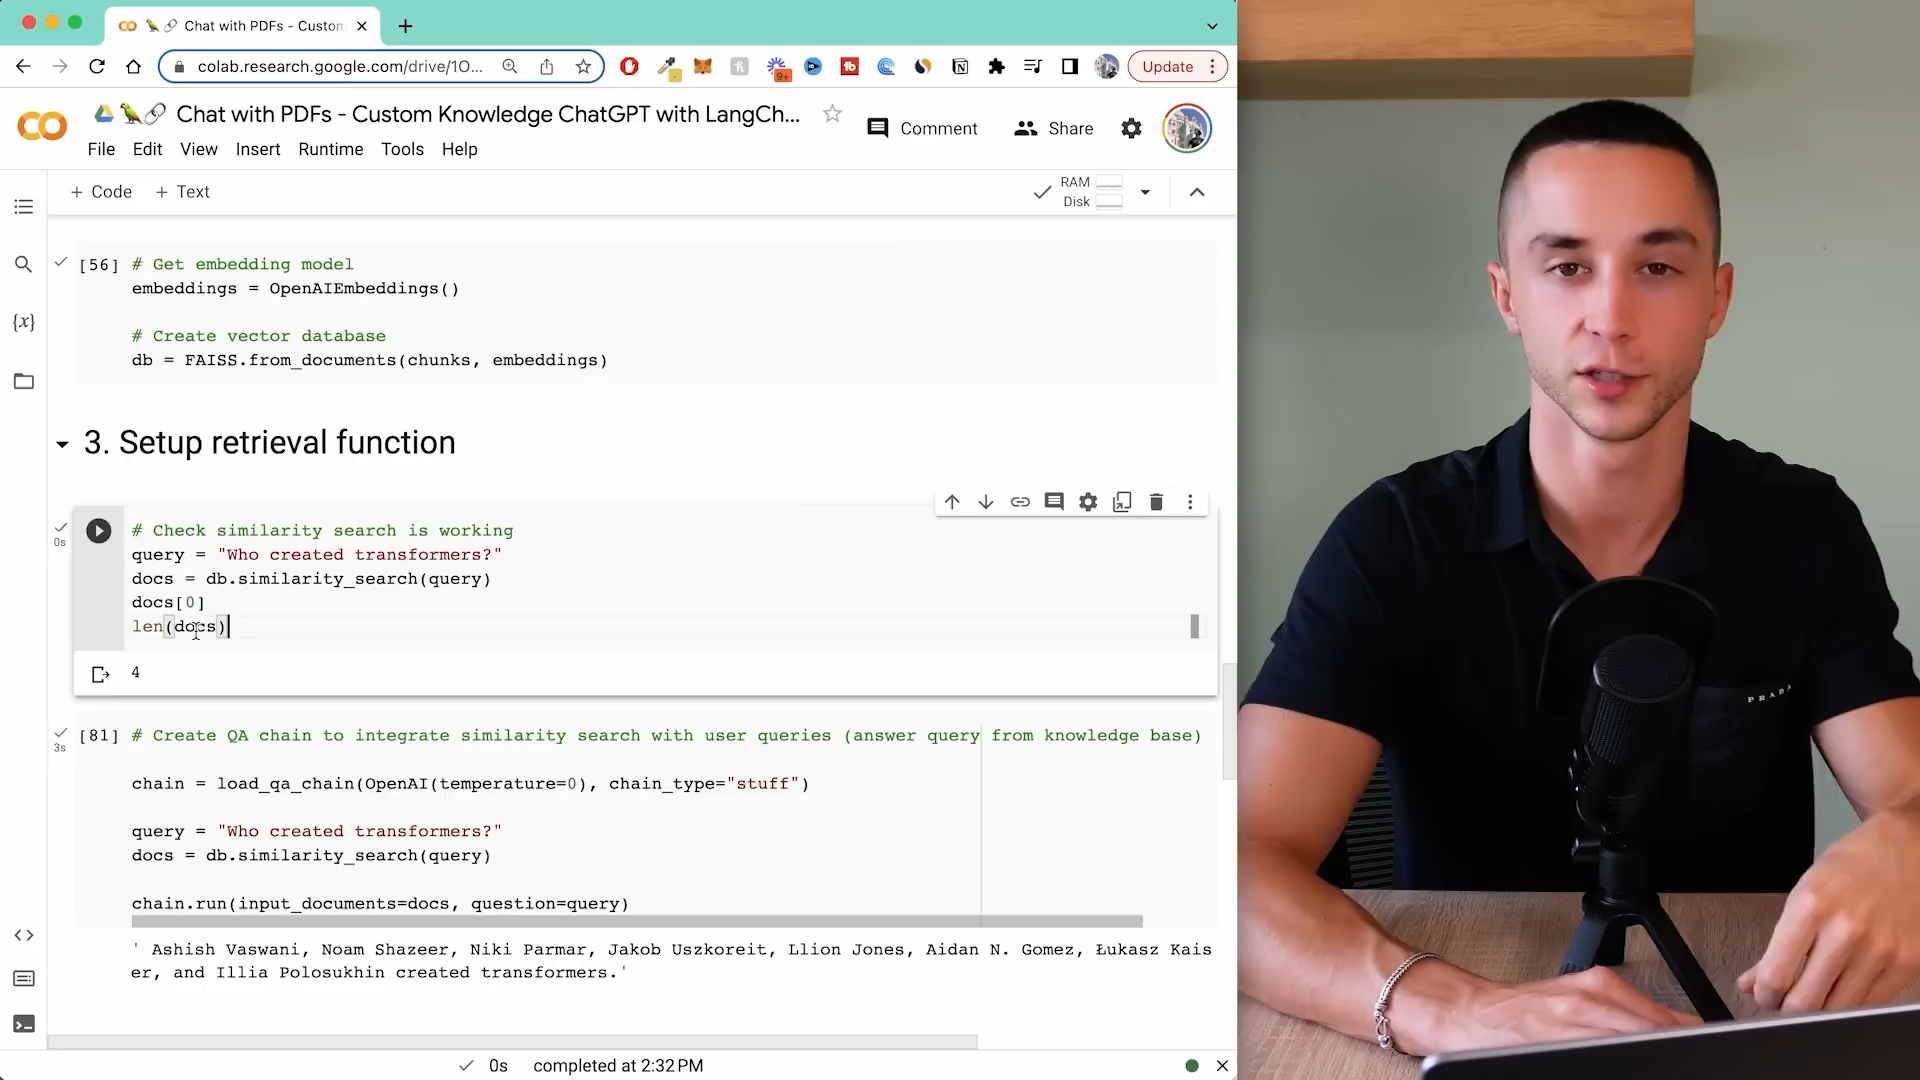 Chat with PDFs - Custom
colab.research.google.com/drive/1O...
9+
Update
Chat with PDFs - Custom Knowledge ChatGPT with LangCh...
Comment
Share
File Edit View Insert Runtime Tools Help
+ Code + Text
RAM
Disk
[56] # Get embedding model
embeddings = OpenAIEmbeddings()
# Create vector database
db = FAISS.from_documents(chunks, embeddings)
3. Setup retrieval function
0s
# Check similarity search is working
query = "Who created transformers?"
docs = db.similarity_search(query)
docs[0]
len(docs)
4
3s
[81] # Create QA chain to integrate similarity search with user queries (answer query from knowledge base)
chain = load_qa_chain(OpenAI(temperature=0), chain_type="stuff")
query = "Who created transformers?"
docs = db.similarity_search(query)
chain.run(input_documents=docs, question=query)
' Ashish Vaswani, Noam Shazeer, Niki Parmar, Jakob Uszkoreit, Llion Jones, Aidan N. Gomez, Łukasz Kais
er, and Illia Polosukhin created transformers.'
0s completed at 2:32 PM
PRADA